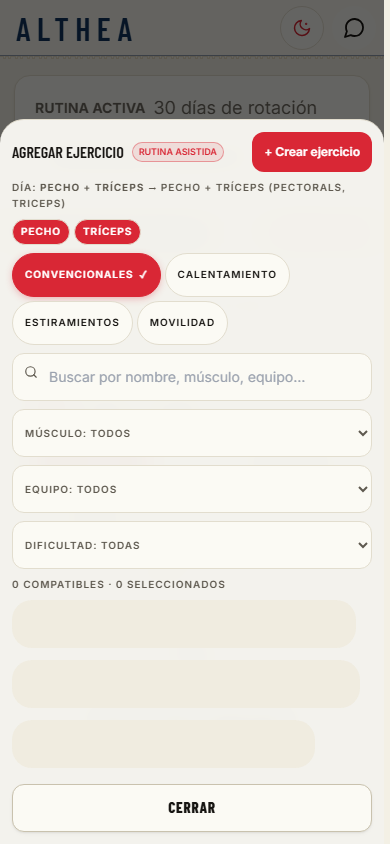 ALTHEA
RUTINA ACTIVA 30 días de rotación
AGREGAR EJERCICIO RUTINA ASISTIDA + Crear ejercicio
DÍA: PECHO + TRÍCEPS → PECHO + TRÍCEPS (PECTORALS,
TRICEPS)
PECHO TRÍCEPS
CONVENCIONALES ✓ CALENTAMIENTO
ESTIRAMIENTOS MOVILIDAD
Buscar por nombre, músculo, equipo...
MÚSCULO: TODOS
EQUIPO: TODOS
DIFICULTAD: TODAS
0 COMPATIBLES · 0 SELECCIONADOS
CERRAR